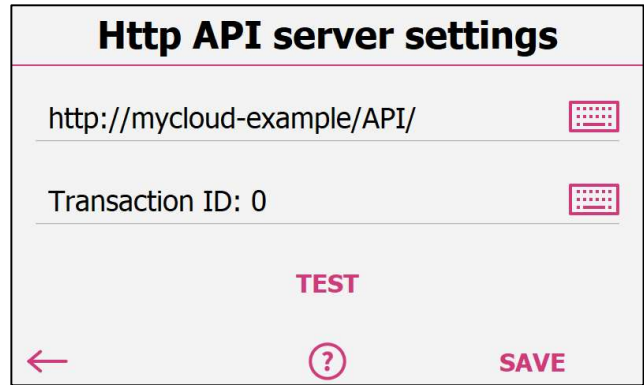 Http API server settings
http://mycloud-example/API/
Transaction ID: 0
TEST
?
SAVE